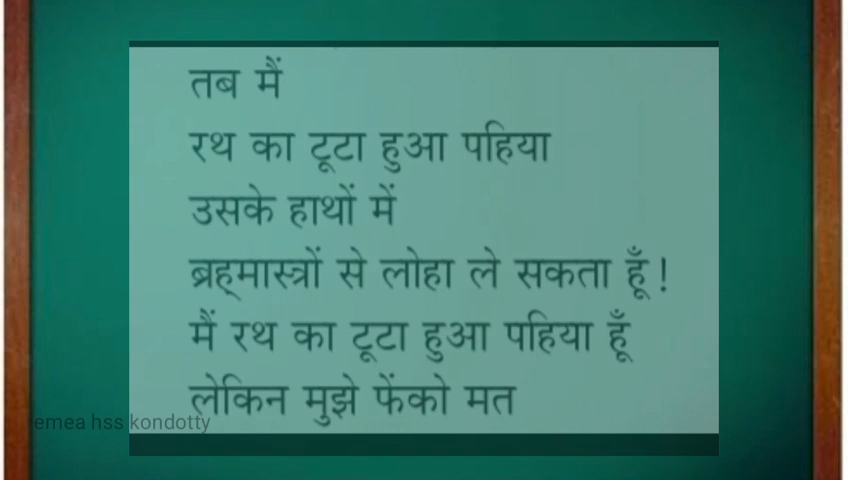 तब मैं
रथ का टूटा हुआ पहिया
उसके हाथों में
ब्रह्मास्त्रों से लोहा ले सकता हूँ!
मैं रथ का टूटा हुआ पहिया हूँ
लेकिन मुझे फेंको मत
emea hss kondotty